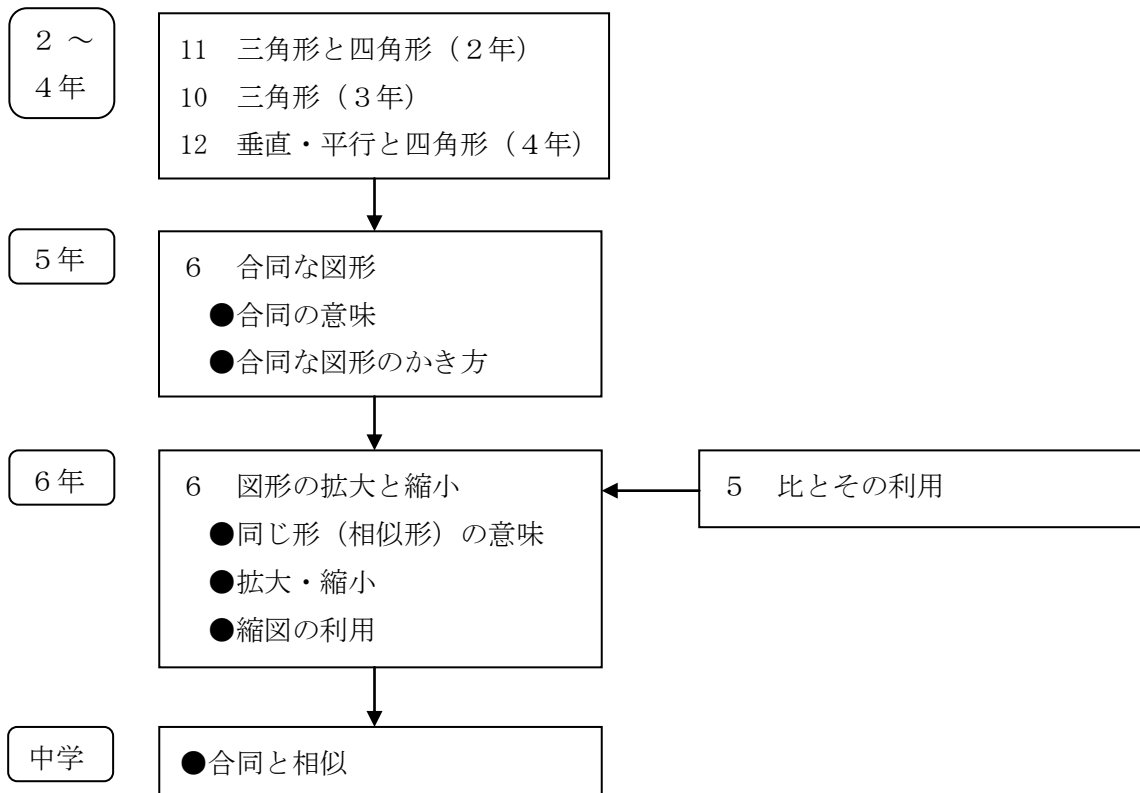 ２～
４年
11　三角形と四角形（２年）
10　三角形（３年）
12　垂直・平行と四角形（４年）
５年
６　合同な図形
●合同の意味
●合同な図形のかき方
６年
６　図形の拡大と縮小
●同じ形（相似形）の意味
●拡大・縮小
●縮図の利用
５　比とその利用
中学
●合同と相似